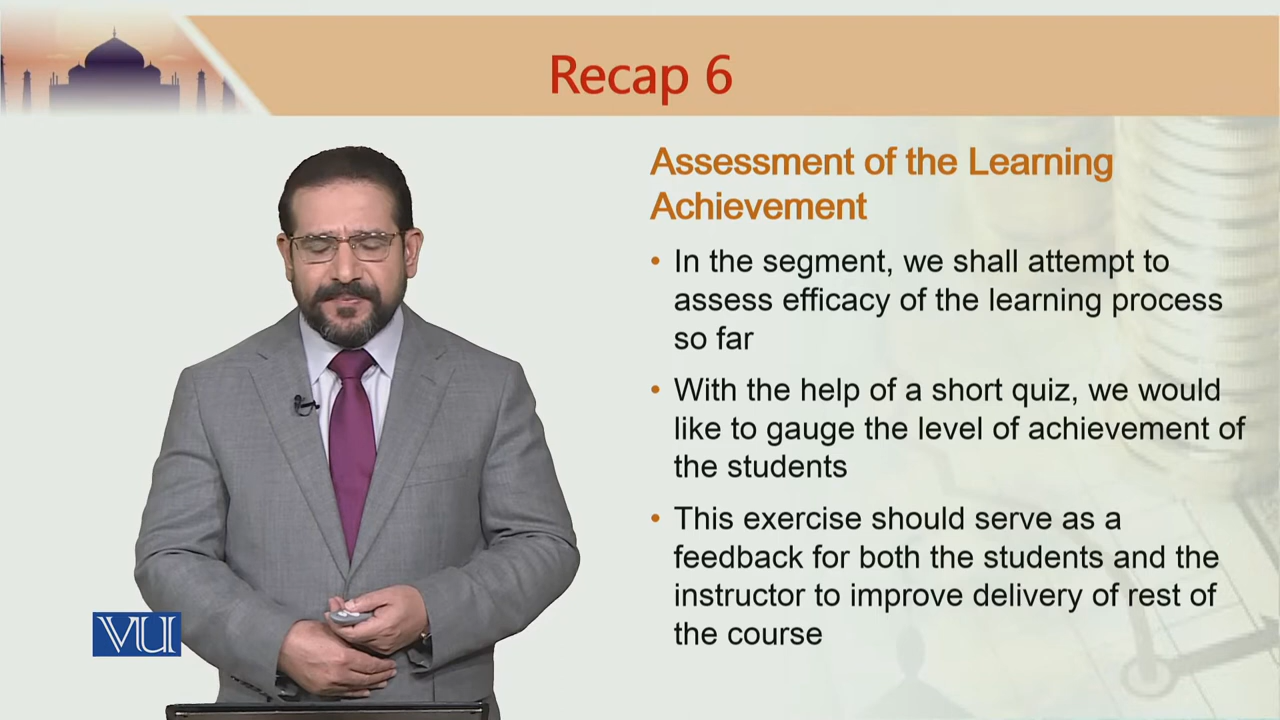 Recap 6
Assessment of the Learning
Achievement
• In the segment, we shall attempt to
assess efficacy of the learning process
so far
• With the help of a short quiz, we would
like to gauge the level of achievement of
the students
• This exercise should serve as a
feedback for both the students and the
instructor to improve delivery of rest of
the course
VU